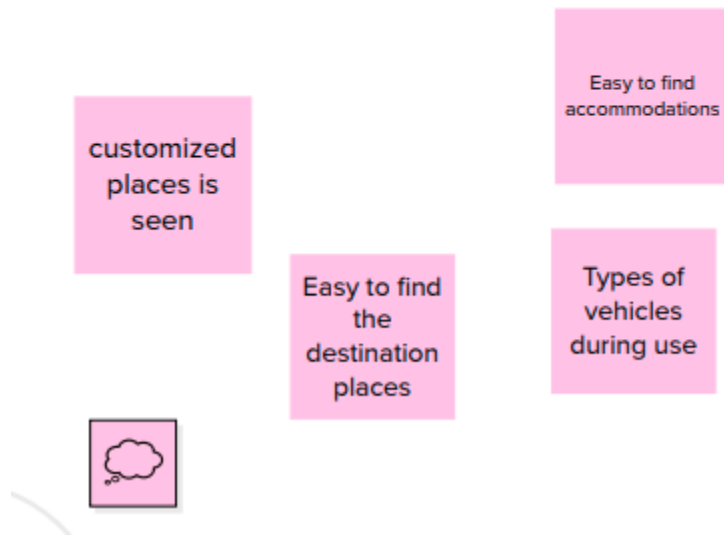 customized
places is
seen
Easy to find
the
destination
places
Easy to find
accommodations
Types of
vehicles
during use